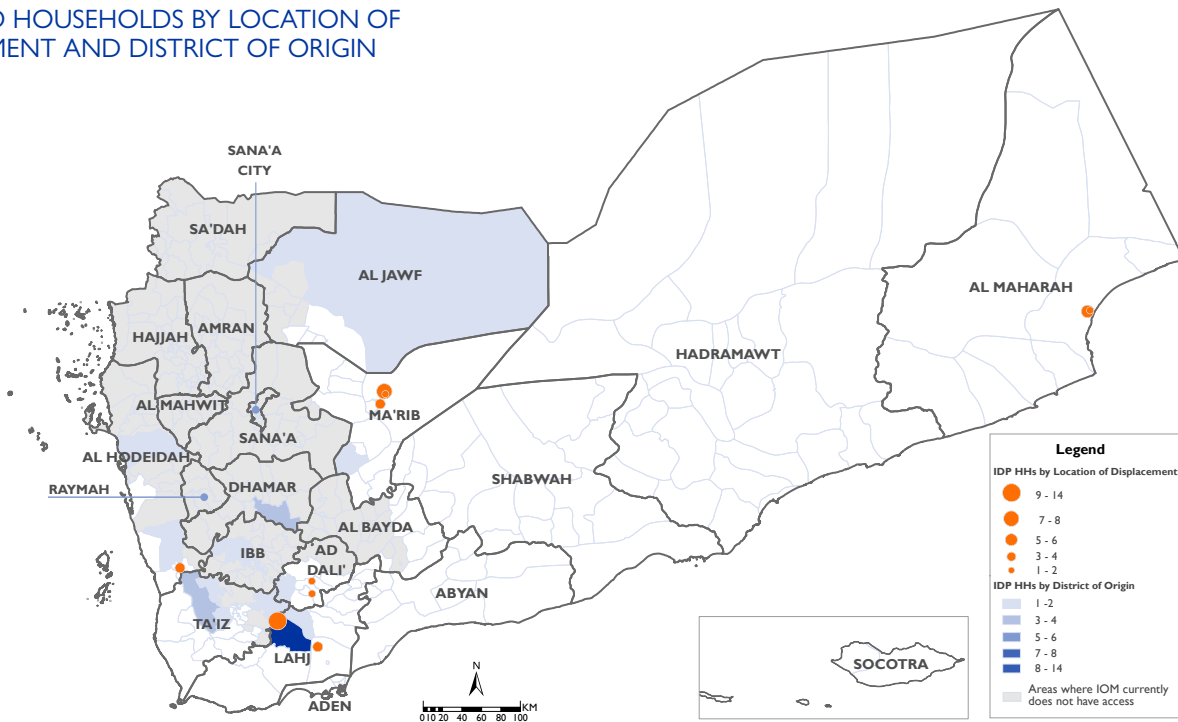 D HOUSEHOLDS BY LOCATION OF
MENT AND DISTRICT OF ORIGIN
SANA'A
CITY
SA'DAH
AL JAWF
AL MAHARAH
HAJJAH
AMRAN
HADRAMAWT
AL MAHWIT
MA'RIB
SANA'A
AL HODEIDAH
SHABWAH
RAYMAH
DHAMAR
AL BAYDA
IBB
AD
DALI'
ABYAN
TA'IZ
LAHJ
ADEN
SOCOTRA
N
KM
0 10 20 40 60 80 100
Legend
IDP HHs by Location of Displacement
9 - 14
7 - 8
5 - 6
3 - 4
1 - 2
IDP HHs by District of Origin
1 -2
3 - 4
5 - 6
7 - 8
8 - 14
Areas where IOM currently
does not have access